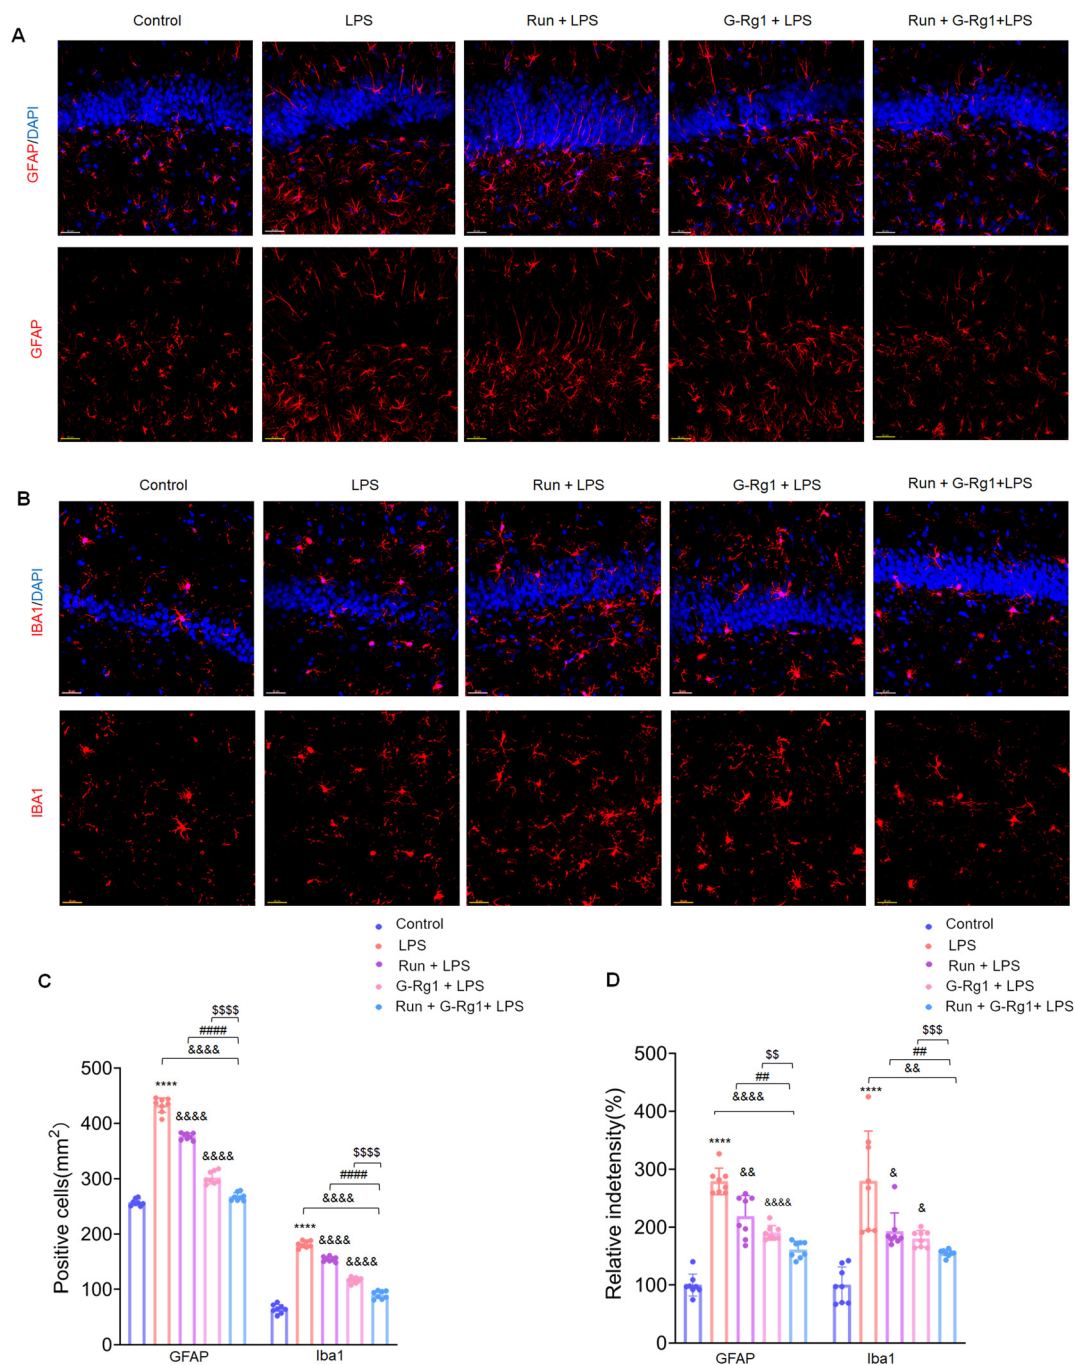 Control LPS Run + LPS G-Rg1 + LPS Run + G-Rg1+LPS
A
GFAP/DAPI
GFAP
B
Control LPS Run + LPS G-Rg1 + LPS Run + G-Rg1+LPS
IBA1/DAPI
IBA1
Control
LPS
Run + LPS
G-Rg1 + LPS
Run + G-Rg1+ LPS
C
Positive cells(mm²)
500
400
300
200
100
0
$$$$
####
&&&&
****
&&&&
&&&&
$$$$
####
&&&&
****
&&&&
&&&&
GFAP Iba1
Control
LPS
Run + LPS
G-Rg1 + LPS
Run + G-Rg1+ LPS
D
Relative indetensity(%)
500
400
300
200
100
0
$$
##
&&&&
****
&&
&&&&
$$$
##
&&
****
&
&
GFAP Iba1